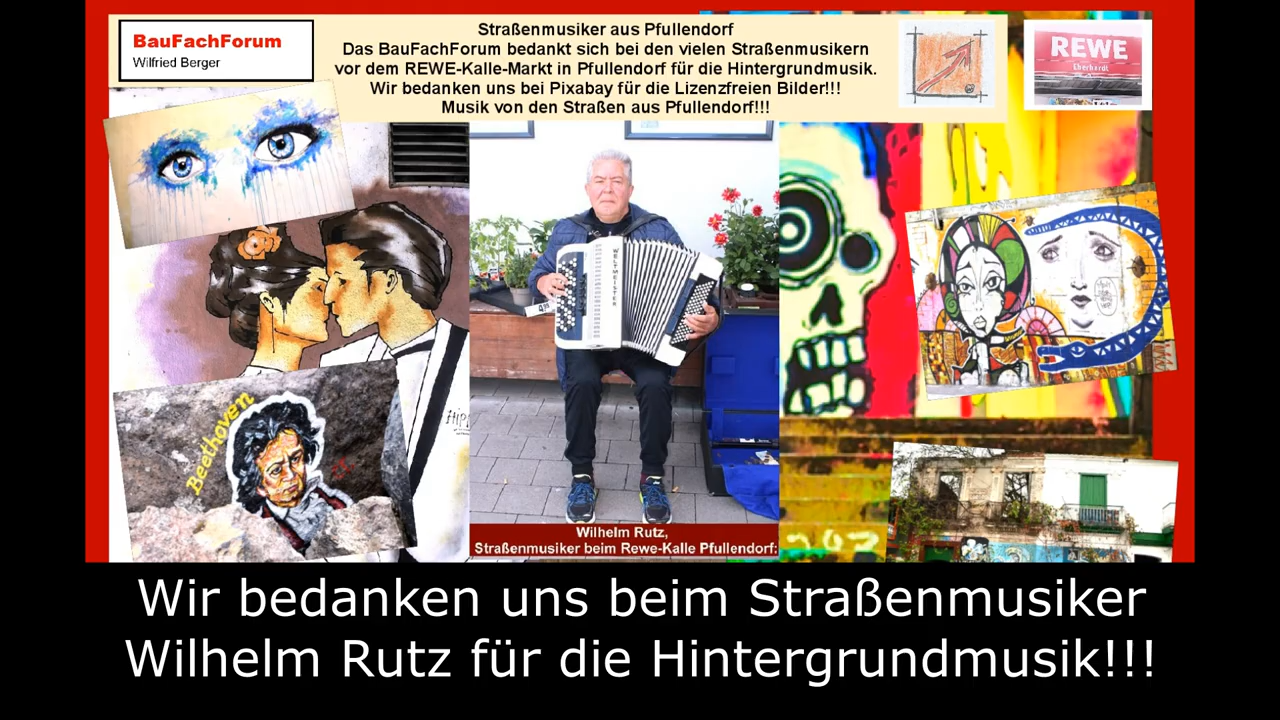 BauFachForum
Wilfried Berger
Straßenmusiker aus Pfullendorf
Das BauFachForum bedankt sich bei den vielen Straßenmusikern
vor dem REWE-Kalle-Markt in Pfullendorf für die Hintergrundmusik.
Wir bedanken uns bei Pixabay für die Lizenzfreien Bilder!!!
Musik von den Straßen aus Pfullendorf!!!
REWE
Eberhardt
WELTMEISTER
Beethoven
Wilhelm Rutz,
Straßenmusiker beim Rewe-Kalle Pfullendorf:
Wir bedanken uns beim Straßenmusiker
Wilhelm Rutz für die Hintergrundmusik!!!